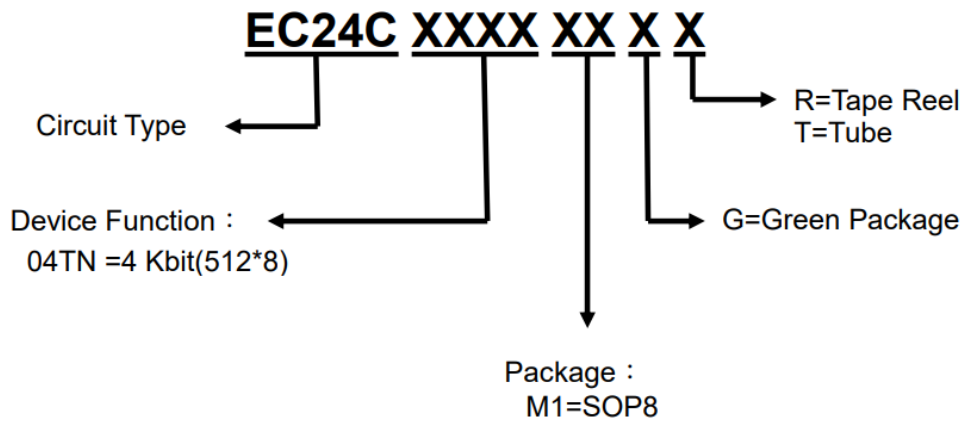 EC24C XXXX XX X X
Circuit Type
R=Tape Reel
T=Tube
Device Function：
04TN =4 Kbit(512*8)
G=Green Package
Package：
M1=SOP8